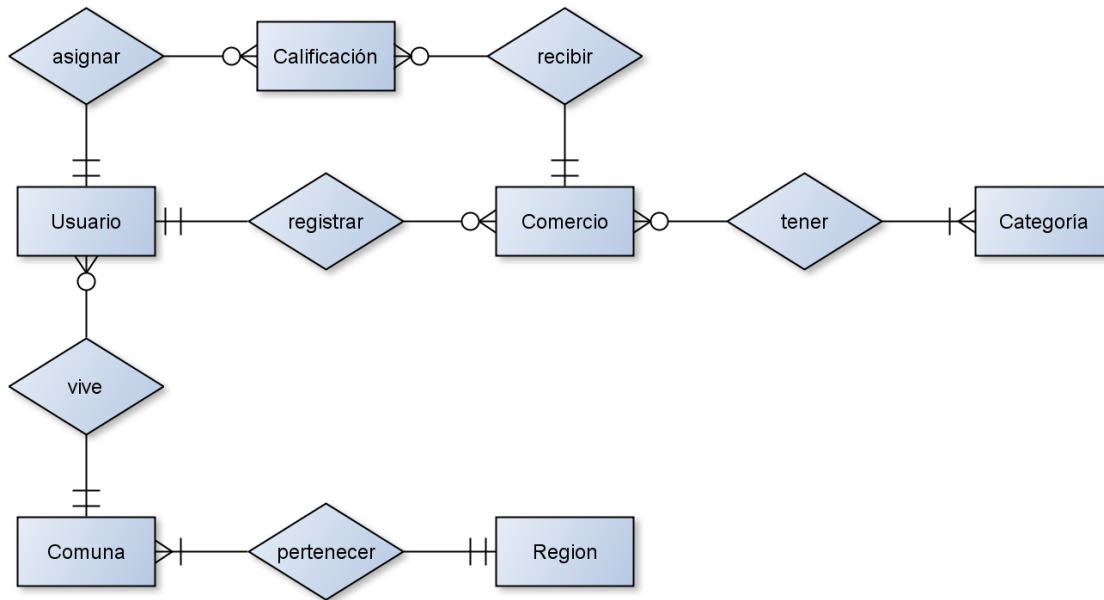 asignar
Calificación
recibir
Usuario
registrar
Comercio
tener
Categoría
vive
Comuna
pertenecer
Region